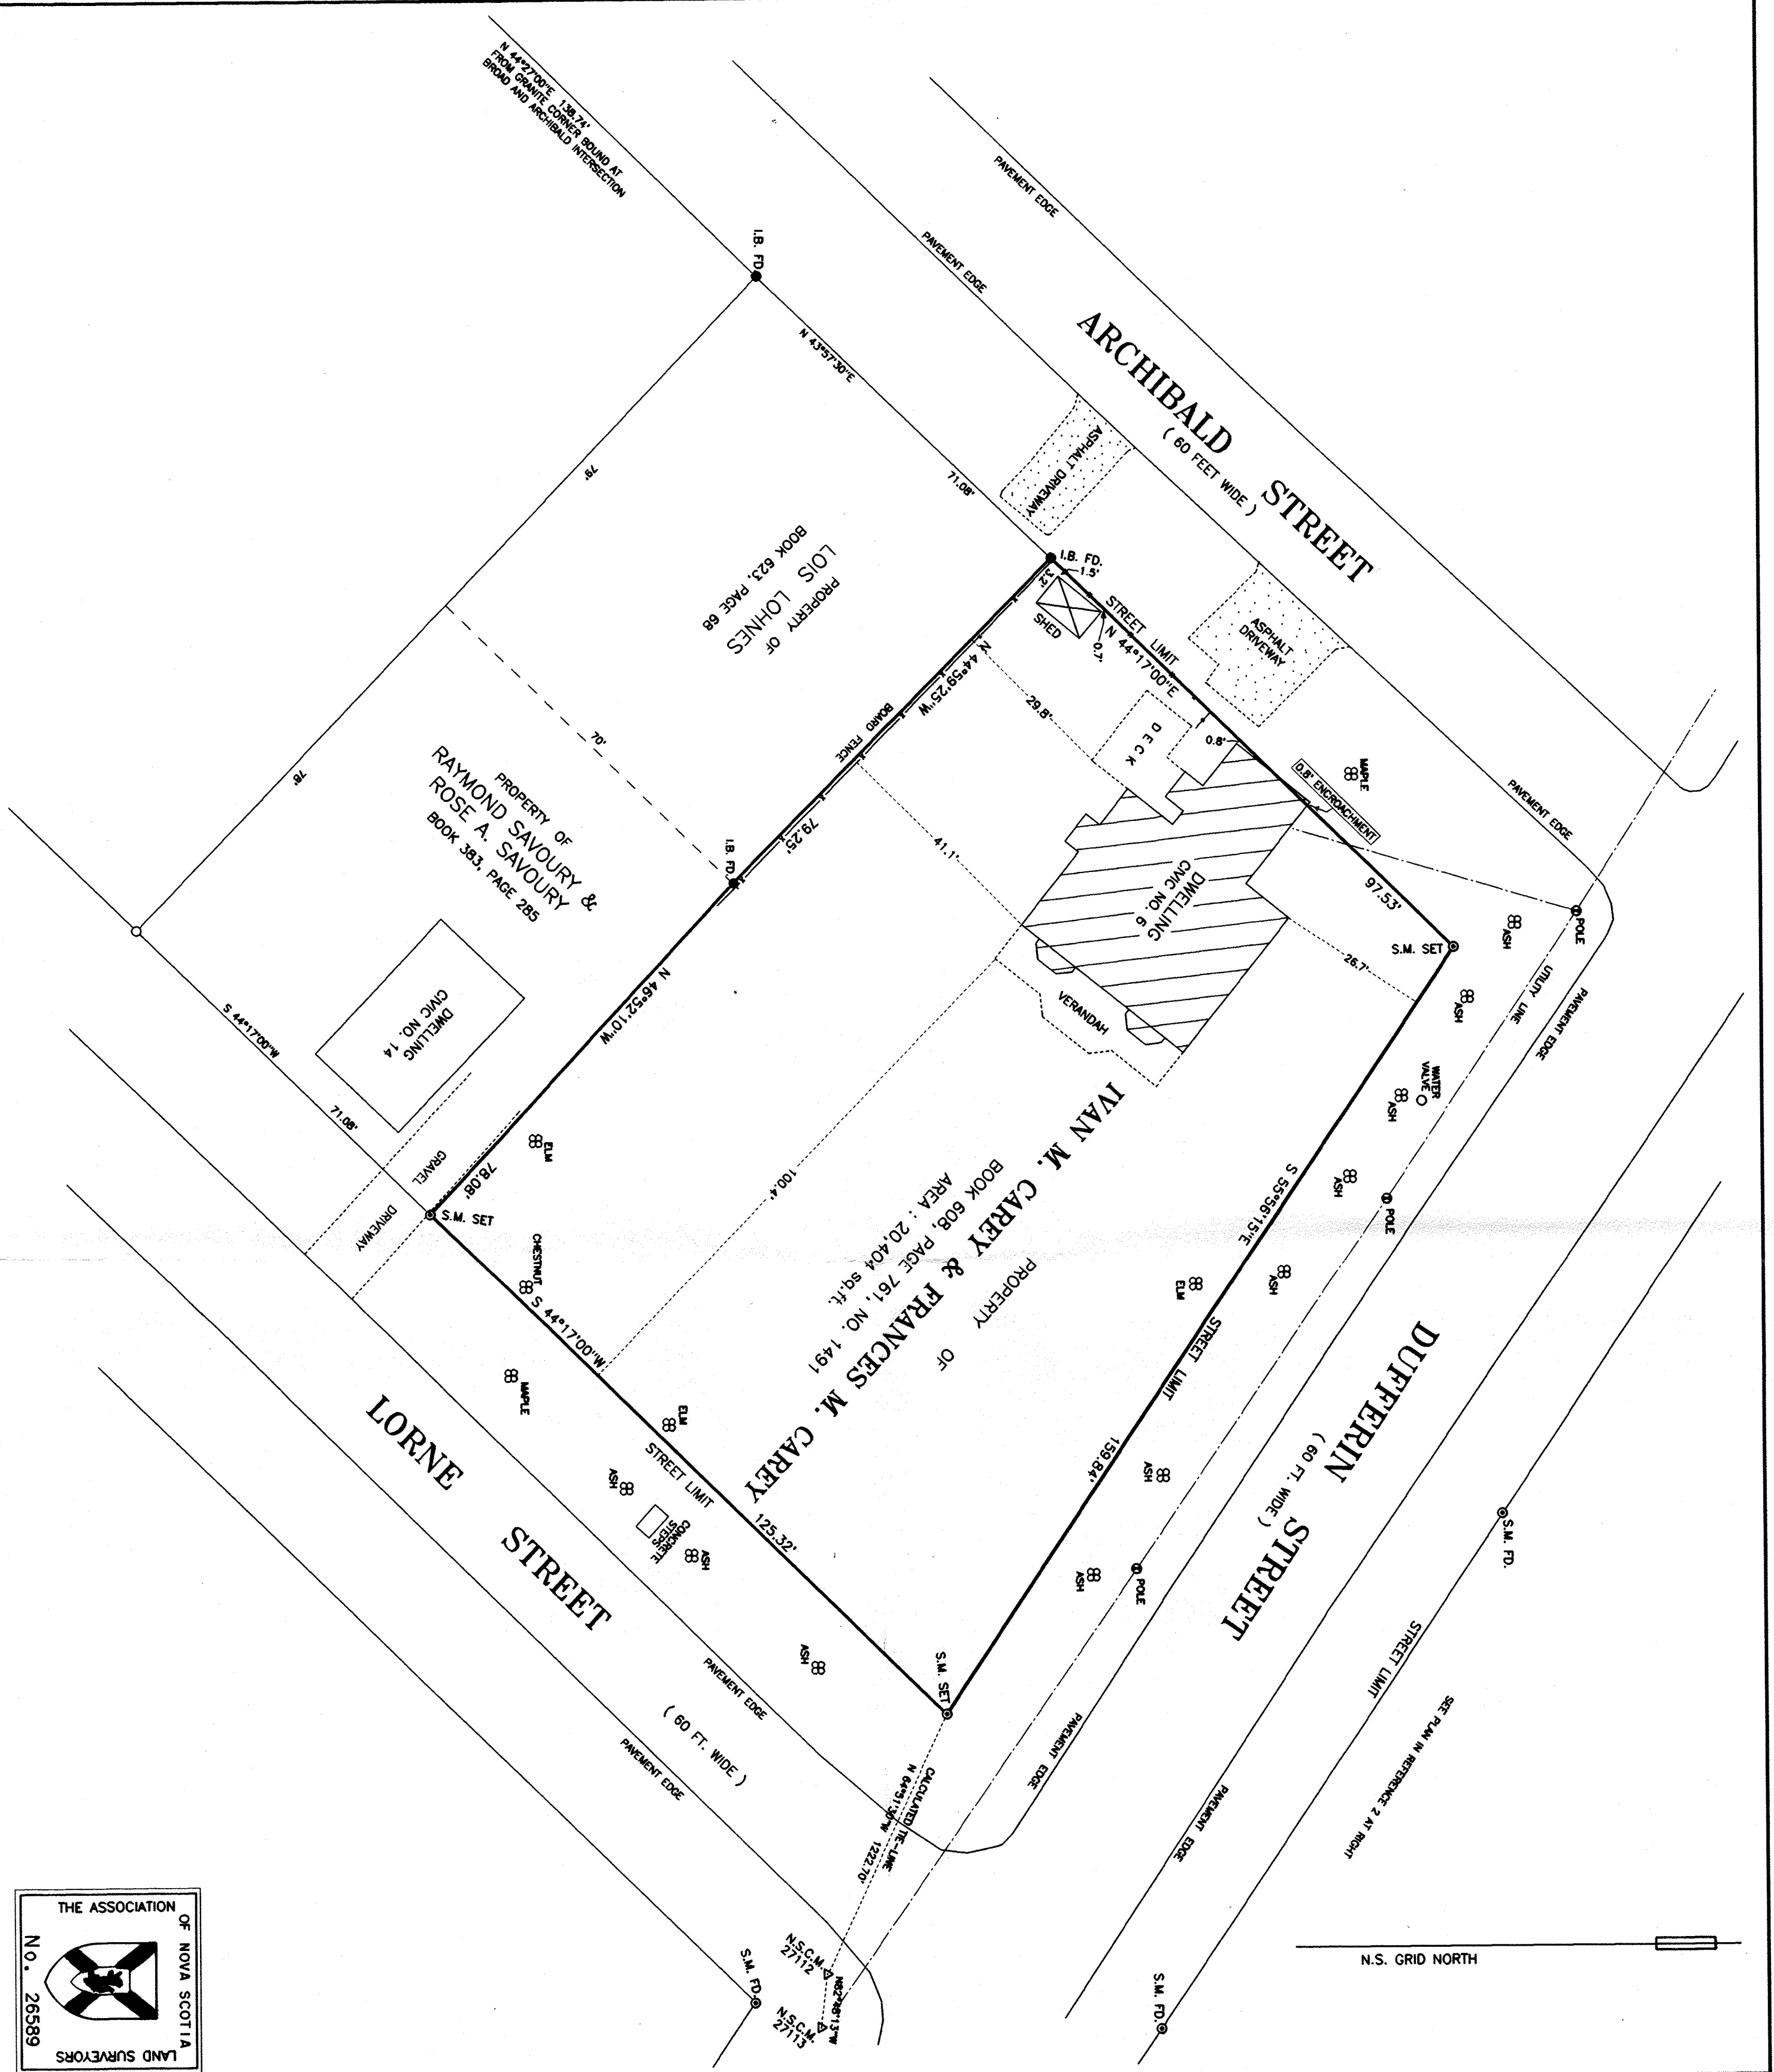 N 44°27'00"E 138.74'
FROM GRANITE CORNER BOUND AT
BROAD AND ARCHIBALD INTERSECTION
PAVEMENT EDGE
PAVEMENT EDGE
ARCHIBALD STREET
( 60 FEET WIDE )
I.B. FD.
N 43°57'30"E
71.08'
ASPHALT DRIVEWAY
I.B. FD.
1.5'
3.2'
SHED
0.7'
STREET LIMIT
N 44°17'00"E
ASPHALT
DRIVEWAY
DECK
0.8'
0.8' ENCROACHMENT
MAPLE
PAVEMENT EDGE
97.53'
S.M. SET
POLE
ASH
ASH
UTILITY LINE
PAVEMENT EDGE
WATER
VALVE
ASH
ASH
POLE
79'
PROPERTY OF
LOIS LOHNES
BOOK 623, PAGE 68
70'
N 44°59'25"W
BOARD FENCE
79.25'
29.8'
41.1'
DWELLING
CIVIC NO. 6
26.7'
VERANDAH
I.B. FD.
78'
PROPERTY OF
RAYMOND SAVOURY &
ROSE A. SAVOURY
BOOK 383, PAGE 285
DWELLING
CIVIC NO. 14
S 44°17'00"W
71.08'
N 46°52'10"W
78.08'
ELM
GRAVEL
DRIVEWAY
S.M. SET
CHESTNUT
100.4'
PROPERTY OF
IVAN M. CAREY & FRANCES M. CAREY
BOOK 608, PAGE 761, NO. 1491
AREA : 20,404 sq.ft.
S 55°56'15"E
ASH
ELM
STREET LIMIT
159.84'
ASH
ASH
POLE
DUFFERIN STREET
( 60 FT. WIDE )
S.M. FD.
STREET LIMIT
SEE PLAN IN REFERENCE 2 AT RIGHT
S 44°17'00"W
MAPLE
ELM
STREET LIMIT
125.32'
ASH
CONCRETE
STEPS
ASH
ASH
LORNE STREET
( 60 FT. WIDE )
PAVEMENT EDGE
PAVEMENT EDGE
S.M. SET
CALCULATED TIE-LINE
N 64°51'30"W 1222.70'
PAVEMENT EDGE
PAVEMENT EDGE
N.S.C.M.
27112
N.S.C.M.
27113
S.M. FD.
S.M. FD.
N.S. GRID NORTH
THE ASSOCIATION OF NOVA SCOTIA LAND SURVEYORS
No. 26589